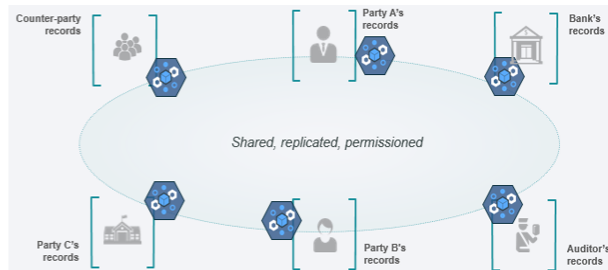 Counter-party
records
Party A's
records
Bank's
records
Shared, replicated, permissioned
Party C's
records
Party B's
records
Auditor's
records